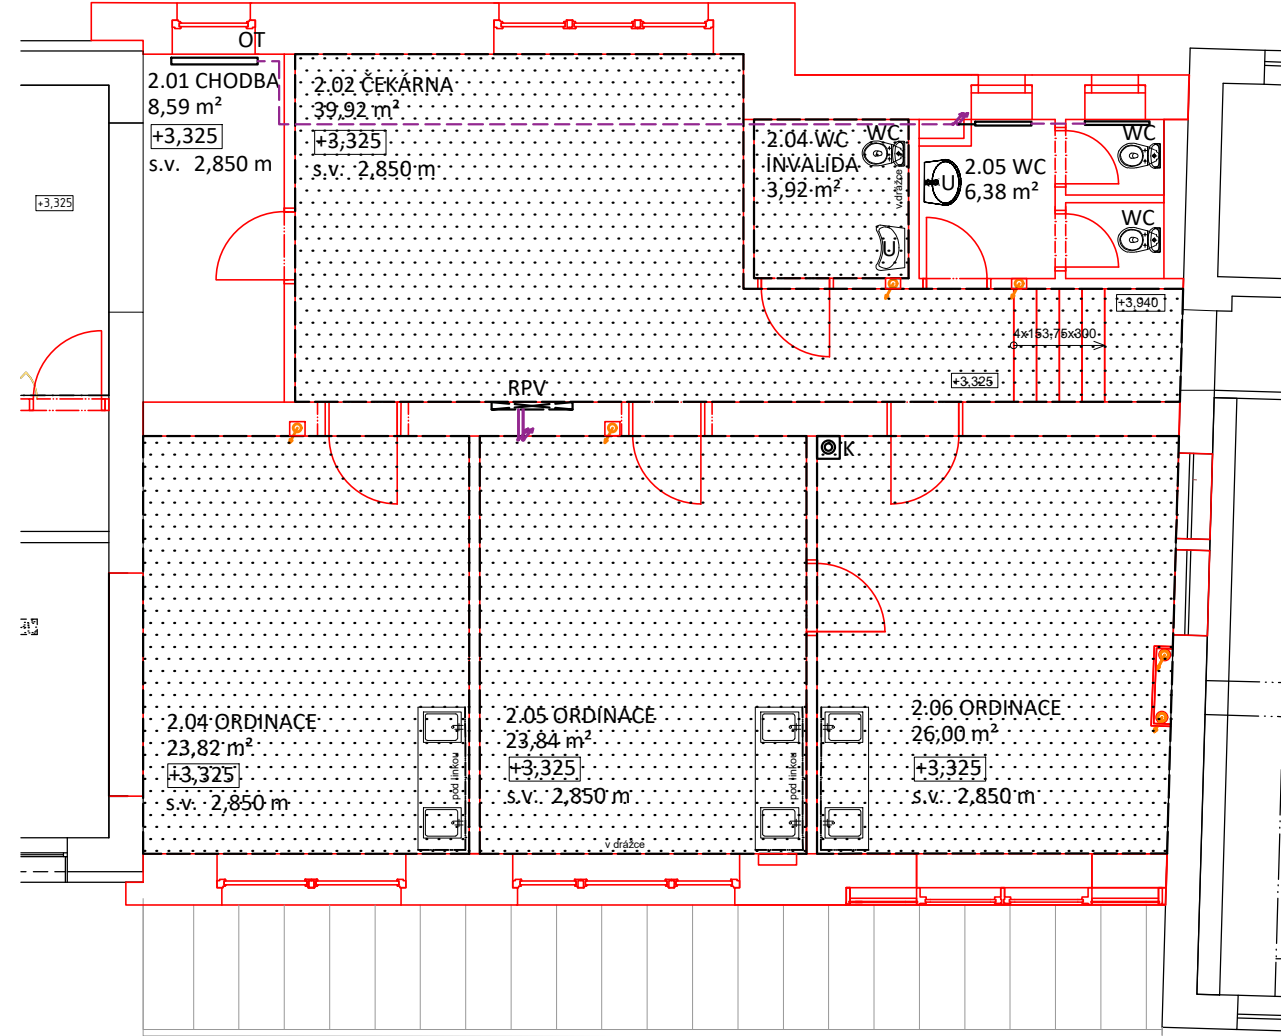 OT
2.01 CHODBA
8,59 m²
+3,325
s.v. 2,850 m
2.02 ČEKÁRNA
39,92 m²
+3,325
s.v. 2,850 m
2.04 WC
INVALIDA
3,92 m²
WC
v drážce
U
U
2.05 WC
6,38 m²
WC
WC
+3,325
+3,940
4x153,75x300
+3,325
RPV
K
2.04 ORDINACE
23,82 m²
+3,325
s.v. 2,850 m
pod linkou
2.05 ORDINACE
23,84 m²
+3,325
s.v. 2,850 m
pod linkou
v drážce
2.06 ORDINACE
26,00 m²
+3,325
s.v. 2,850 m